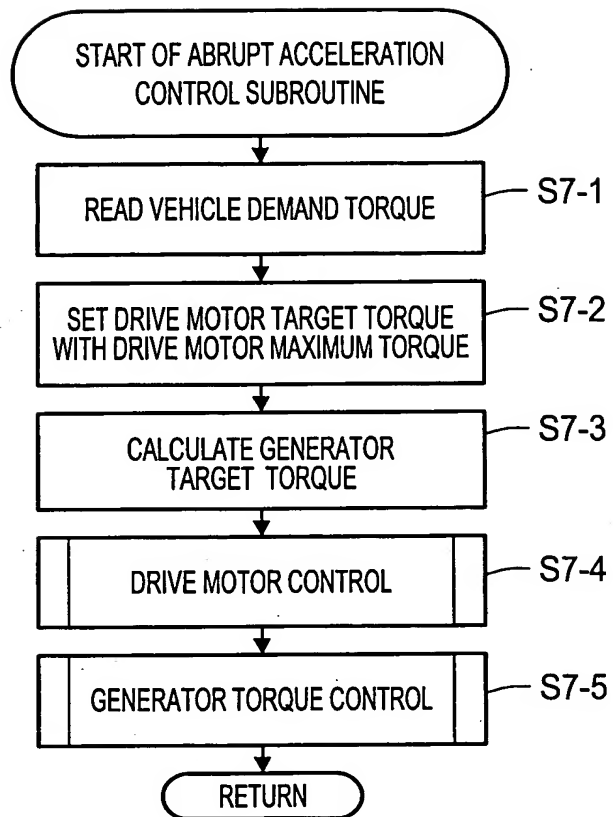 START OF ABRUPT ACCELERATION
CONTROL SUBROUTINE
READ VEHICLE DEMAND TORQUE
S7-1
SET DRIVE MOTOR TARGET TORQUE
WITH DRIVE MOTOR MAXIMUM TORQUE
S7-2
CALCULATE GENERATOR
TARGET TORQUE
S7-3
DRIVE MOTOR CONTROL
S7-4
GENERATOR TORQUE CONTROL
S7-5
RETURN